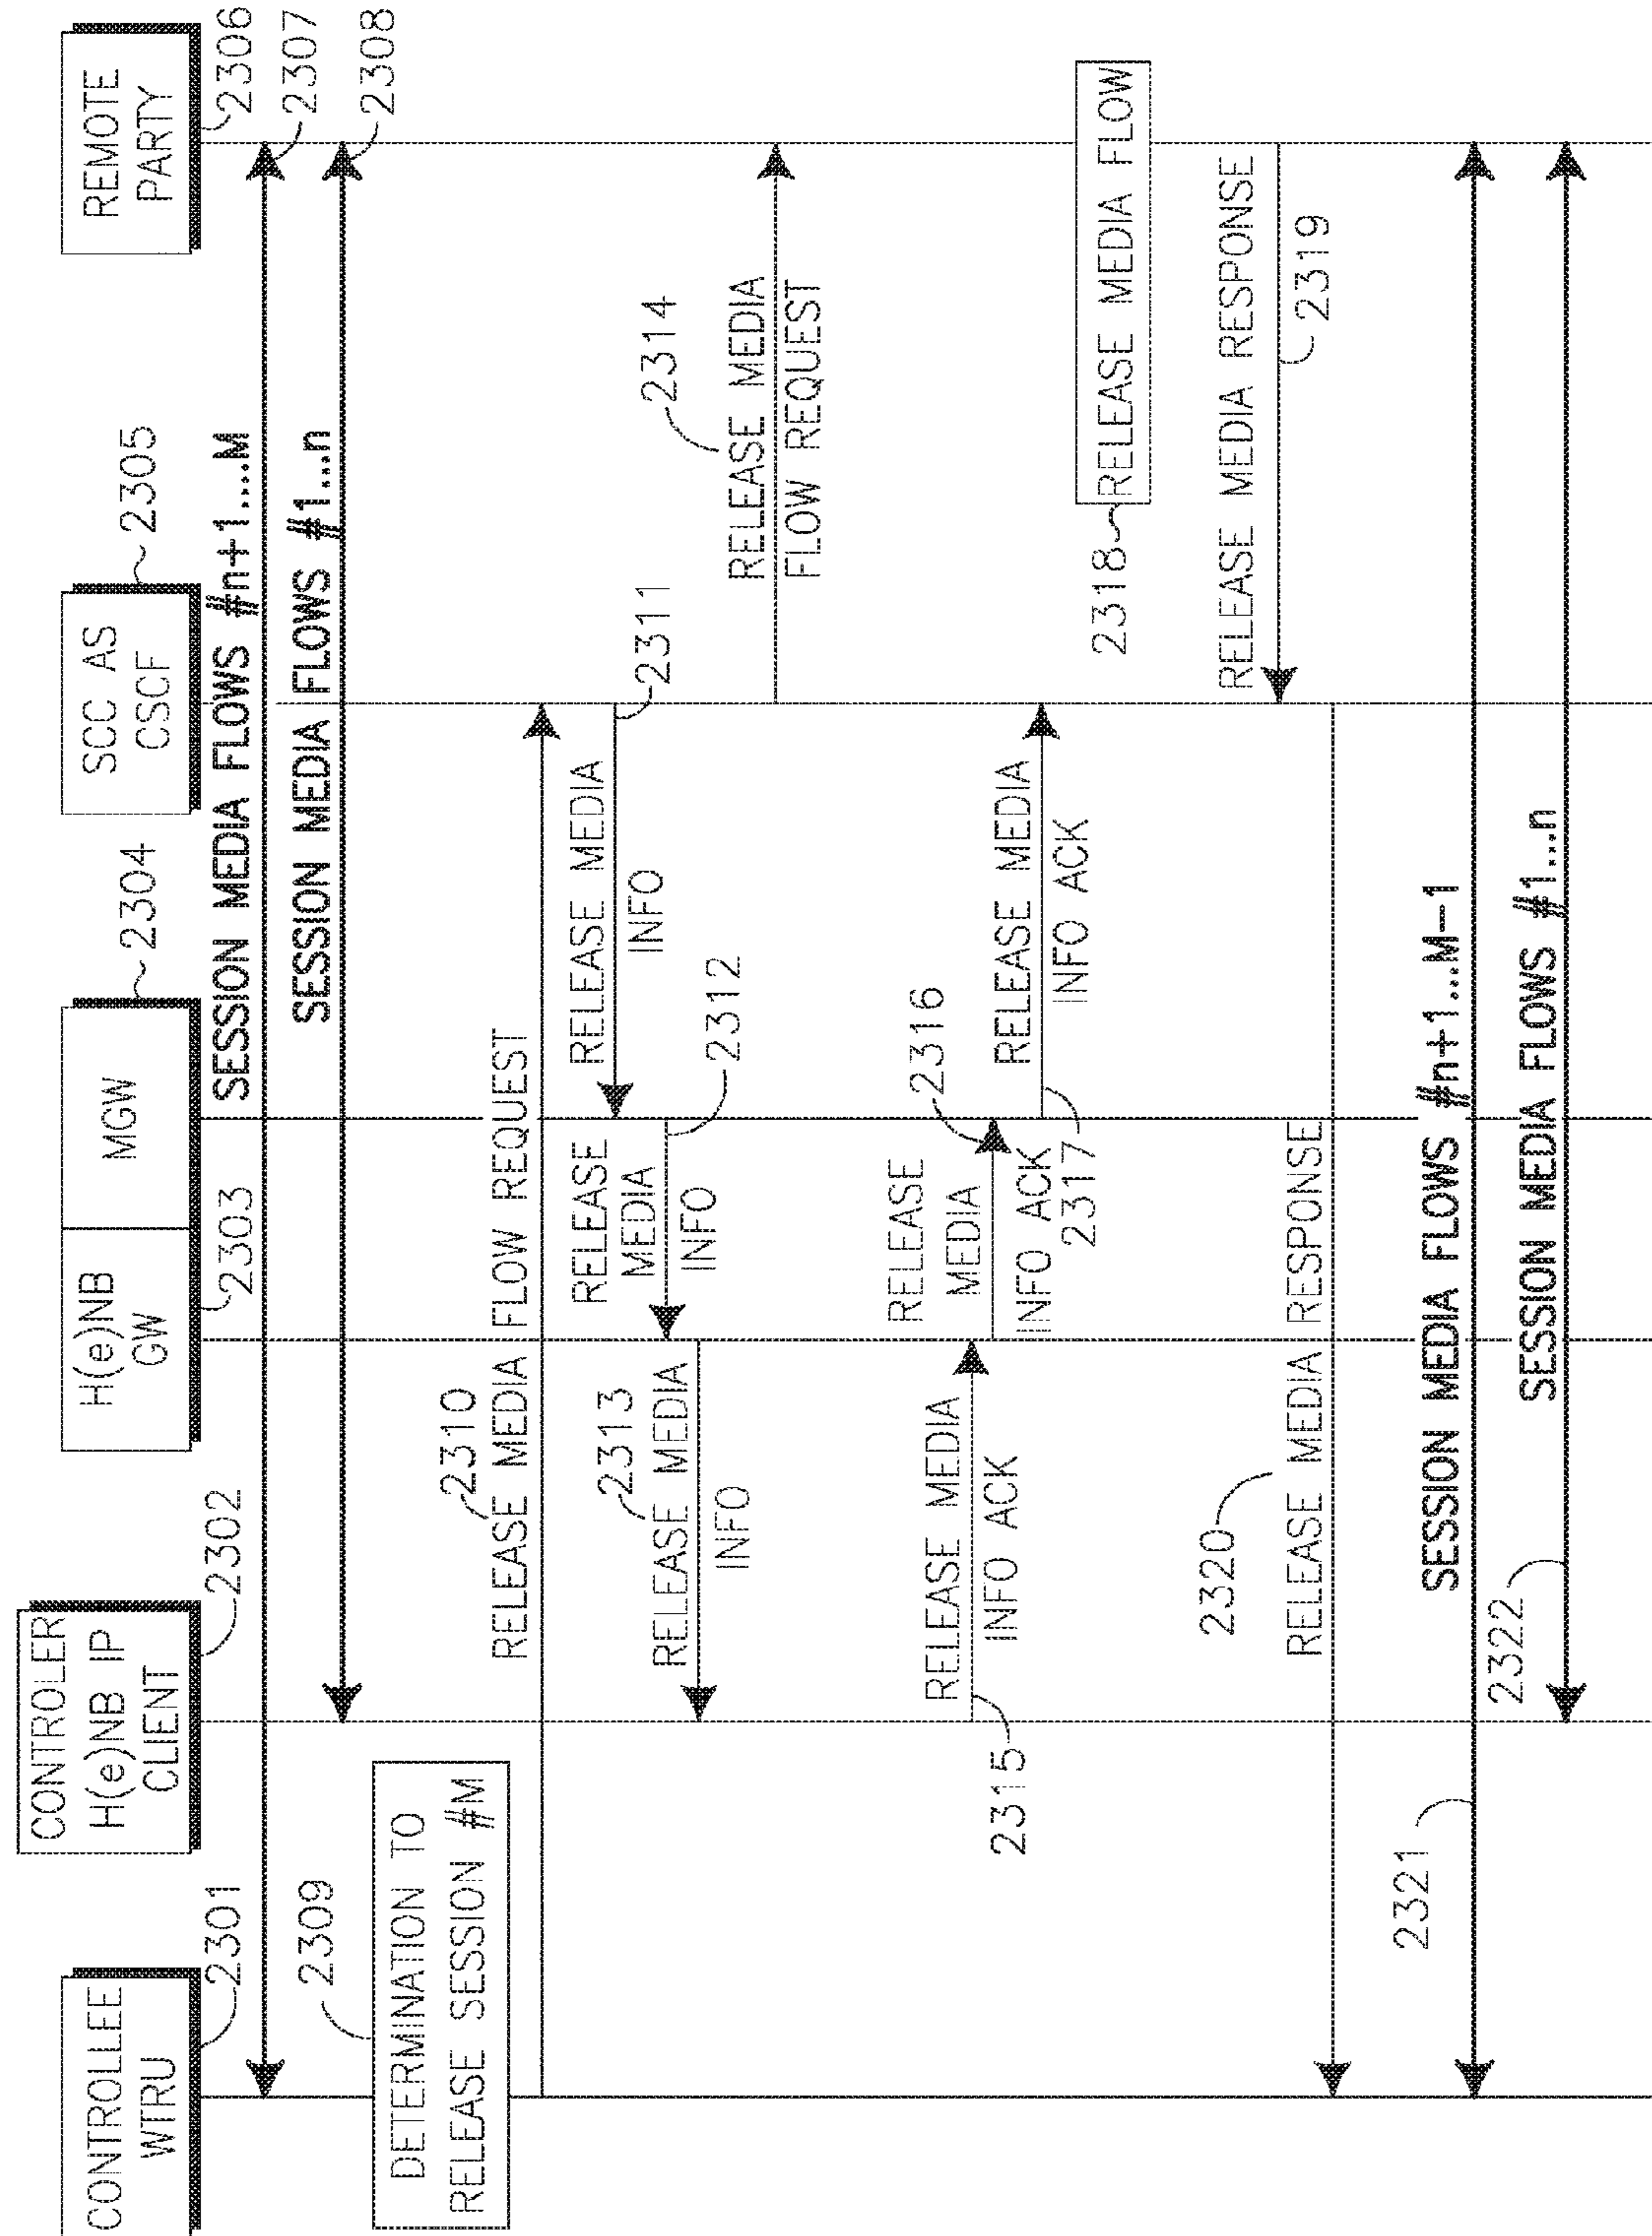 CONTROLLEE
WTRU
2301
CONTROLER
H(e)NB IP
CLIENT
2302
H(e)NB
GW
2303
MGW
2304
SCC AS
CSCF
2305
REMOTE
PARTY
2306
SESSION MEDIA FLOWS #n+1....M
2307
SESSION MEDIA FLOWS #1...n
2308
2309
DETERMINATION TO
RELEASE SESSION #M
2310
RELEASE MEDIA FLOW REQUEST
RELEASE MEDIA
INFO
2311
RELEASE
MEDIA
INFO
2312
2313
RELEASE MEDIA
INFO
2314
RELEASE MEDIA
FLOW REQUEST
RELEASE MEDIA
INFO ACK
2315
RELEASE
MEDIA
INFO ACK
2316
RELEASE MEDIA
INFO ACK
2317
2318
RELEASE MEDIA FLOW
RELEASE MEDIA RESPONSE
2319
2320
RELEASE MEDIA RESPONSE
SESSION MEDIA FLOWS #n+1...M-1
2321
SESSION MEDIA FLOWS #1...n
2322